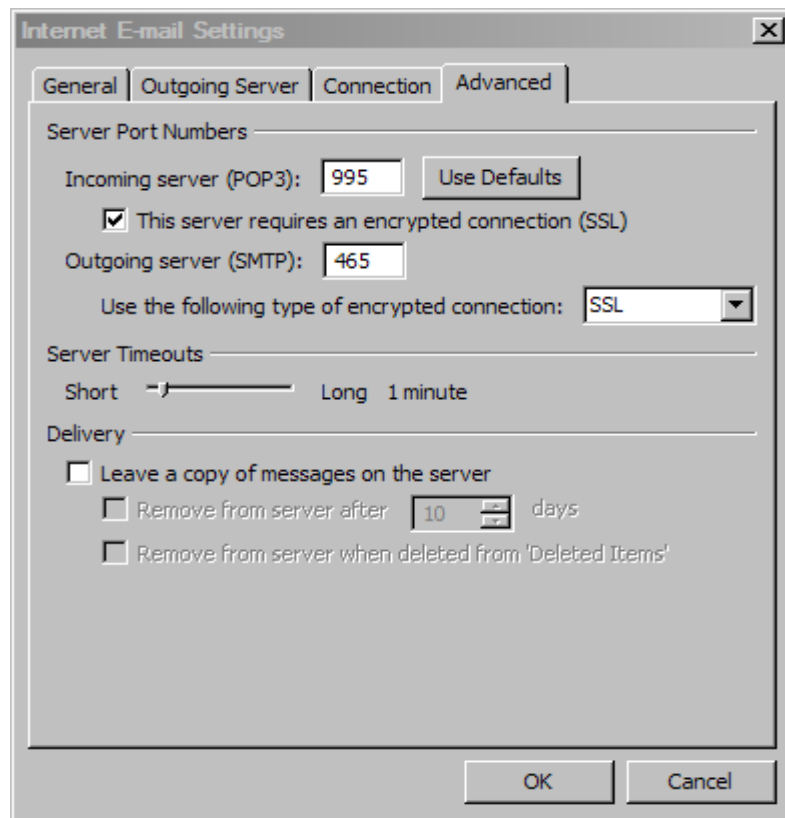 Internet E-mail Settings
General Outgoing Server Connection Advanced
Server Port Numbers
Incoming server (POP3): 995 Use Defaults
This server requires an encrypted connection (SSL)
Outgoing server (SMTP): 465
Use the following type of encrypted connection: SSL
Server Timeouts
Short Long 1 minute
Delivery
Leave a copy of messages on the server
Remove from server after 10 days
Remove from server when deleted from 'Deleted Items'
OK Cancel